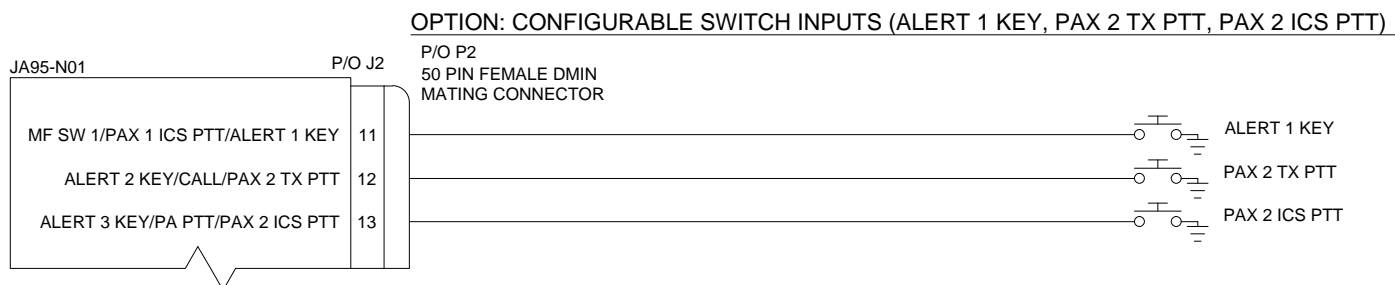 OPTION: CONFIGURABLE SWITCH INPUTS (ALERT 1 KEY, PAX 2 TX PTT, PAX 2 ICS PTT)
JA95-N01
P/O J2
P/O P2
50 PIN FEMALE DMIN
MATING CONNECTOR
MF SW 1/PAX 1 ICS PTT/ALERT 1 KEY 11 ALERT 1 KEY
ALERT 2 KEY/CALL/PAX 2 TX PTT 12 PAX 2 TX PTT
ALERT 3 KEY/PA PTT/PAX 2 ICS PTT 13 PAX 2 ICS PTT